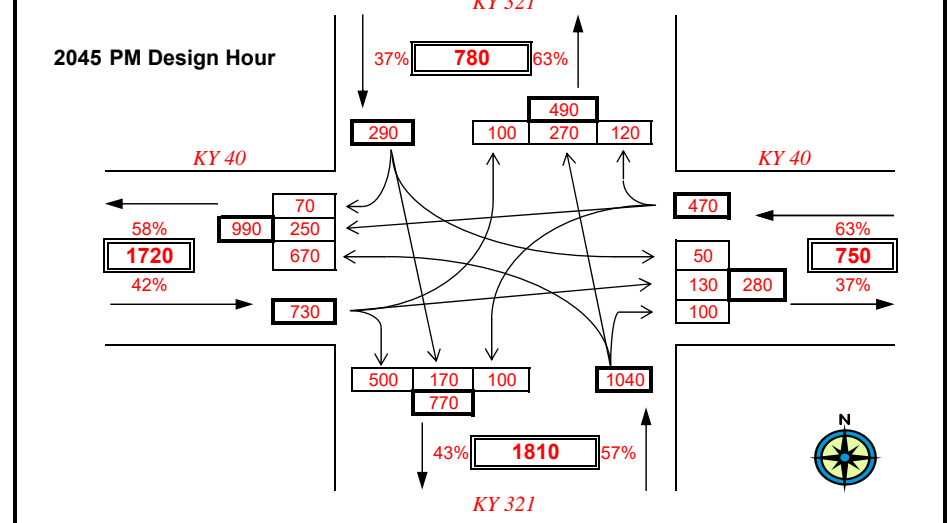 KY 321
2045 PM Design Hour
37% 780 63%
490
290 100 270 120
KY 40 KY 40
70 470
58% 990 250 63%
1720 670 50 750
42% 130 280 37%
730 100
500 170 100 1040
770
N
43% 1810 57%
KY 321